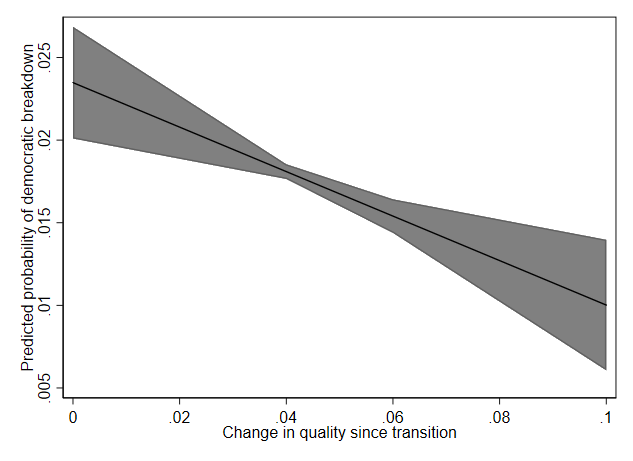 Predicted probability of democratic breakdown
.025
.02
.015
.01
.005
0 .02 .04 .06 .08 .1
Change in quality since transition